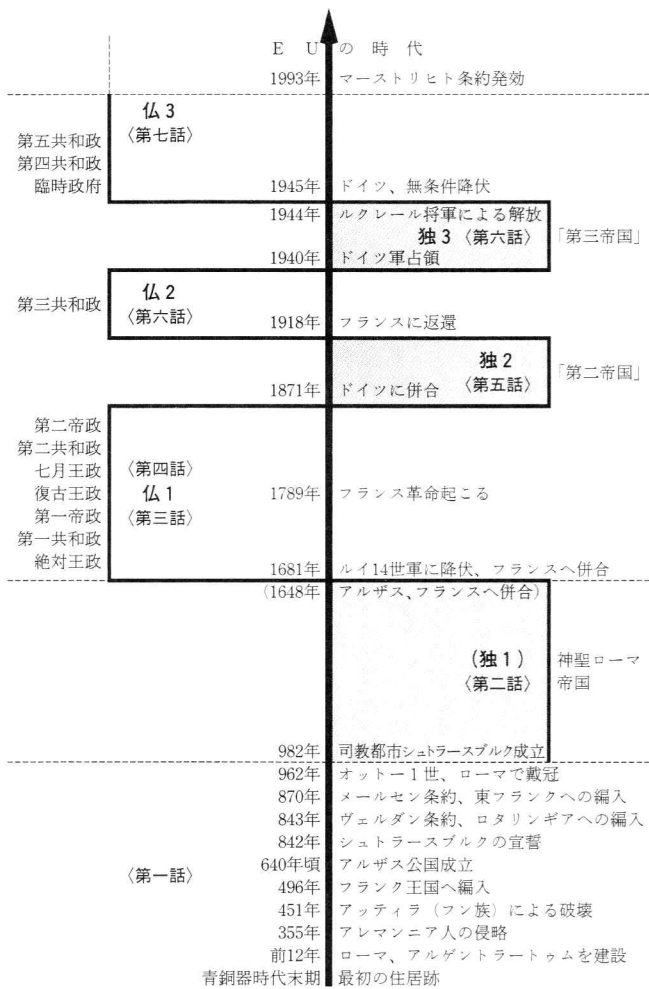 EUの時代
1993年 マーストリヒト条約発効
仏3
〈第七話〉
第五共和政
第四共和政
臨時政府
1945年 ドイツ、無条件降伏
1944年 ルクレール将軍による解放
独3〈第六話〉
「第三帝国」
1940年 ドイツ軍占領
仏2
〈第六話〉
第三共和政
1918年 フランスに返還
独2
〈第五話〉
「第二帝国」
1871年 ドイツに併合
第二帝政
第二共和政
七月王政
復古王政
第一帝政
第一共和政
絶対王政
〈第四話〉
仏1
〈第三話〉
1789年 フランス革命起こる
1681年 ルイ14世軍に降伏、フランスへ併合
(1648年 アルザス、フランスへ併合)
(独1)
〈第二話〉
神聖ローマ
帝国
982年 司教都市シュトラースブルク成立
962年 オットー1世、ローマで戴冠
870年 メールセン条約、東フランクへの編入
843年 ヴェルダン条約、ロタリンギアへの編入
842年 シュトラースブルクの宣誓
640年頃 アルザス公国成立
〈第一話〉
496年 フランク王国へ編入
451年 アッティラ(フン族)による破壊
355年 アレマンニア人の侵略
前12年 ローマ、アルゲントラートゥムを建設
青銅器時代末期 最初の住居跡